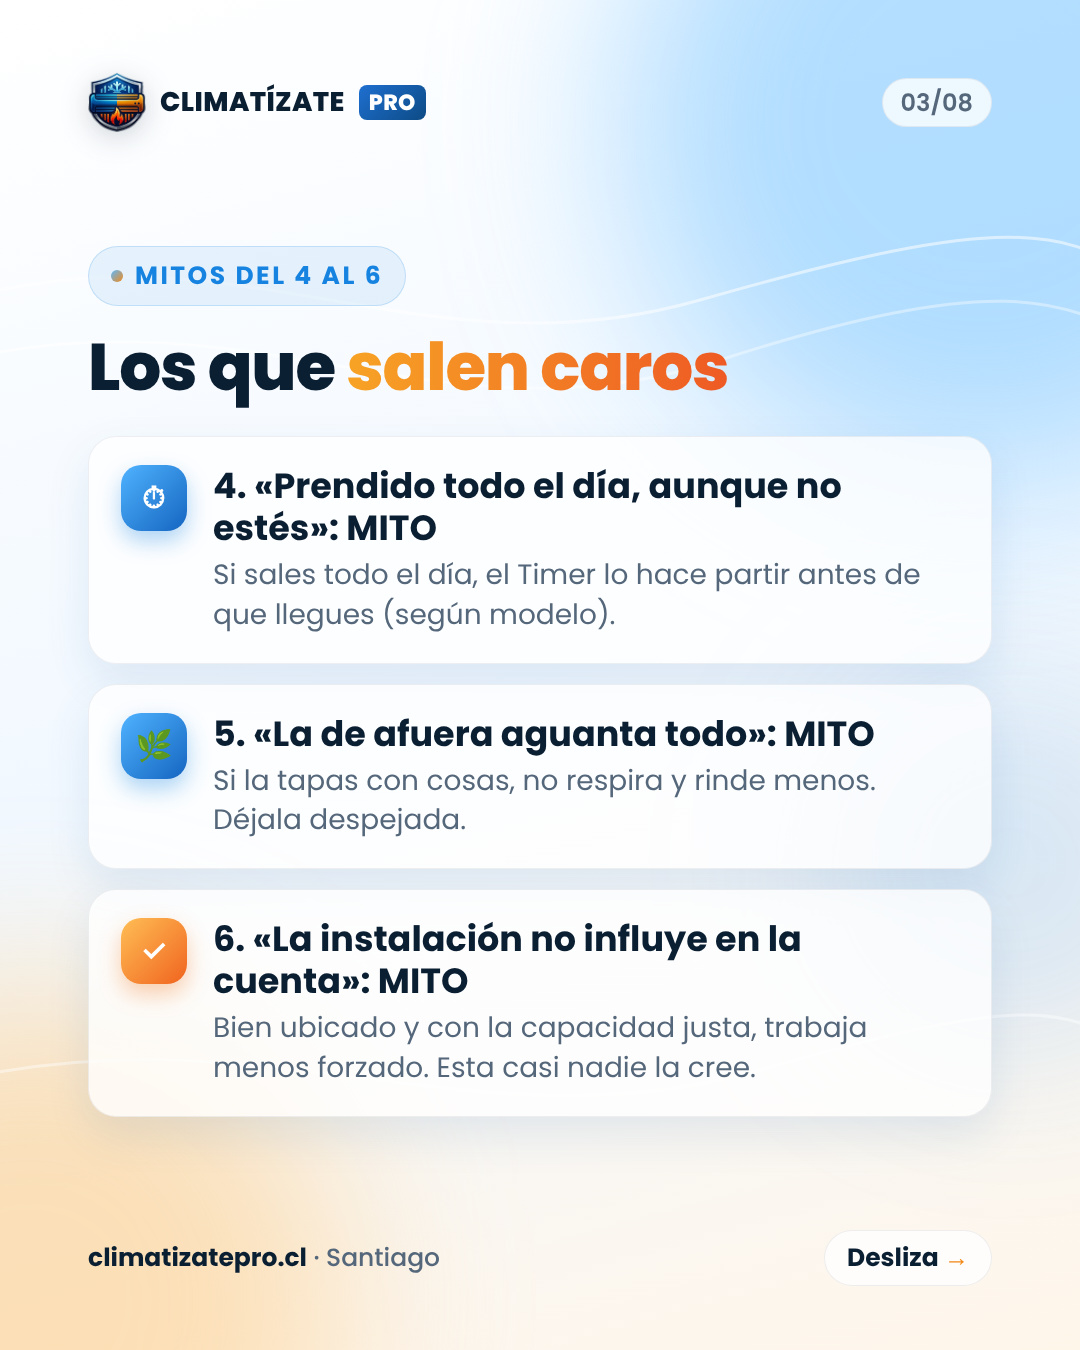 CLIMATÍZATE PRO
03/08
MITOS DEL 4 AL 6
Los que salen caros
4. «Prendido todo el día, aunque no
estés»: MITO
Si sales todo el día, el Timer lo hace partir antes de
que llegues (según modelo).
5. «La de afuera aguanta todo»: MITO
Si la tapas con cosas, no respira y rinde menos.
Déjala despejada.
6. «La instalación no influye en la
cuenta»: MITO
Bien ubicado y con la capacidad justa, trabaja
menos forzado. Esta casi nadie la cree.
climatizatepro.cl · Santiago
Desliza →